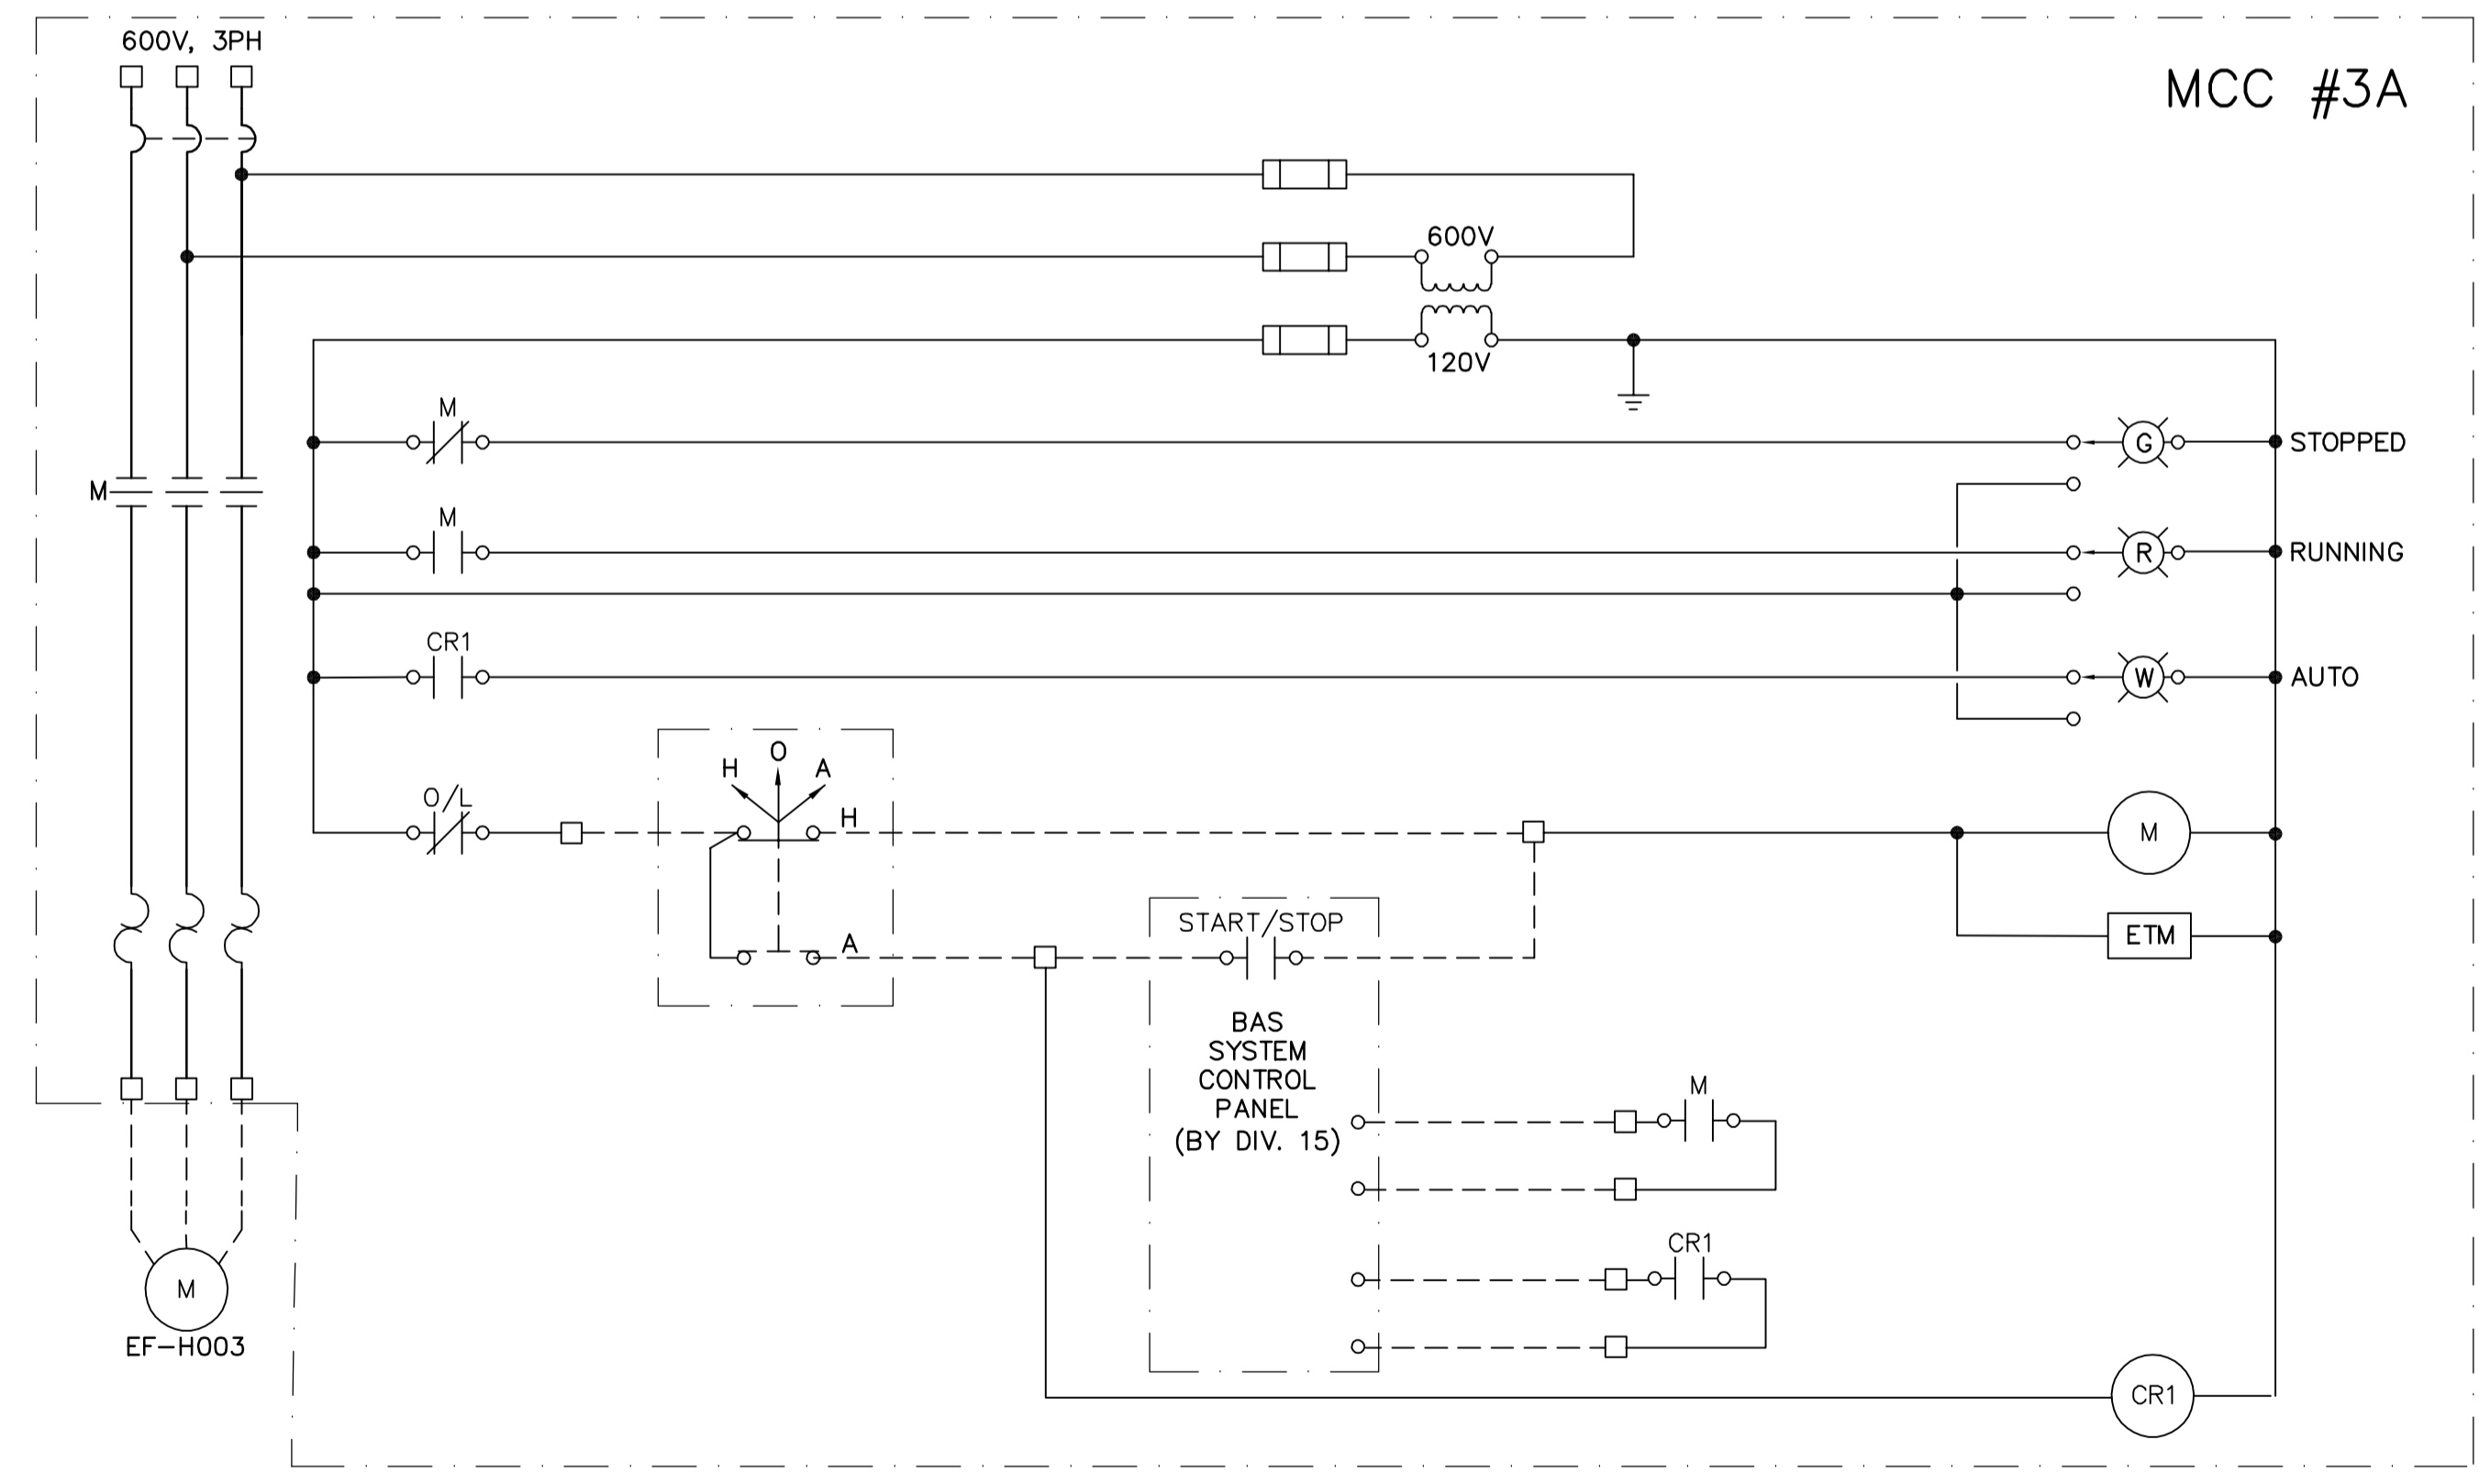 600V, 3PH
MCC #3A
600V
120V
M
G
STOPPED
M
M
R
RUNNING
CR1
W
AUTO
O
H
A
O/L
H
M
START/STOP
A
ETM
BAS
SYSTEM
CONTROL
PANEL
(BY DIV. 15)
M
CR1
M
EF-H003
CR1